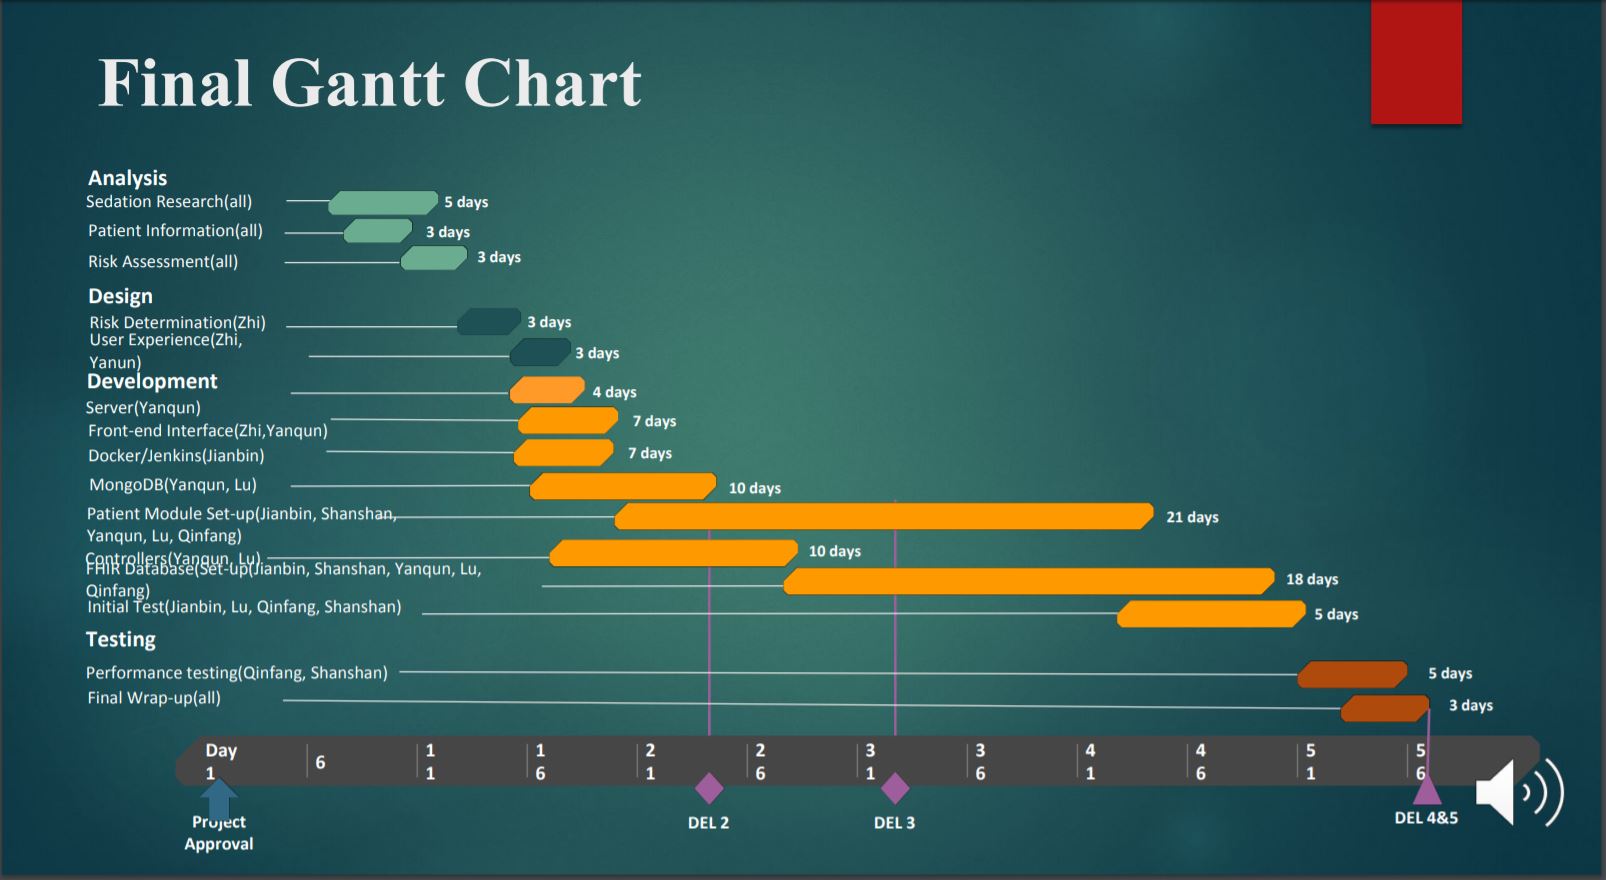 Final Gantt Chart
Analysis
Sedation Research(all)
5 days
Patient Information(all)
3 days
Risk Assessment(all)
3 days
Design
Risk Determination(Zhi)
3 days
User Experience(Zhi,
Yanun)
3 days
Development
4 days
Server(Yanqun)
Front-end Interface(Zhi,Yanqun)
7 days
Docker/Jenkins(Jianbin)
7 days
MongoDB(Yanqun, Lu)
10 days
Patient Module Set-up(Jianbin, Shanshan,
Yanqun, Lu, Qinfang)
21 days
Controllers(Yanqun, Lu)
10 days
FHIR Database(Set-up(Jianbin, Shanshan, Yanqun, Lu,
Qinfang)
18 days
Initial Test(Jianbin, Lu, Qinfang, Shanshan)
5 days
Testing
Performance testing(Qinfang, Shanshan)
5 days
Final Wrap-up(all)
3 days
Day 1 6 11 16 21 26 31 36 41 46 51 56
Project
Approval
DEL 2
DEL 3
DEL 4&5